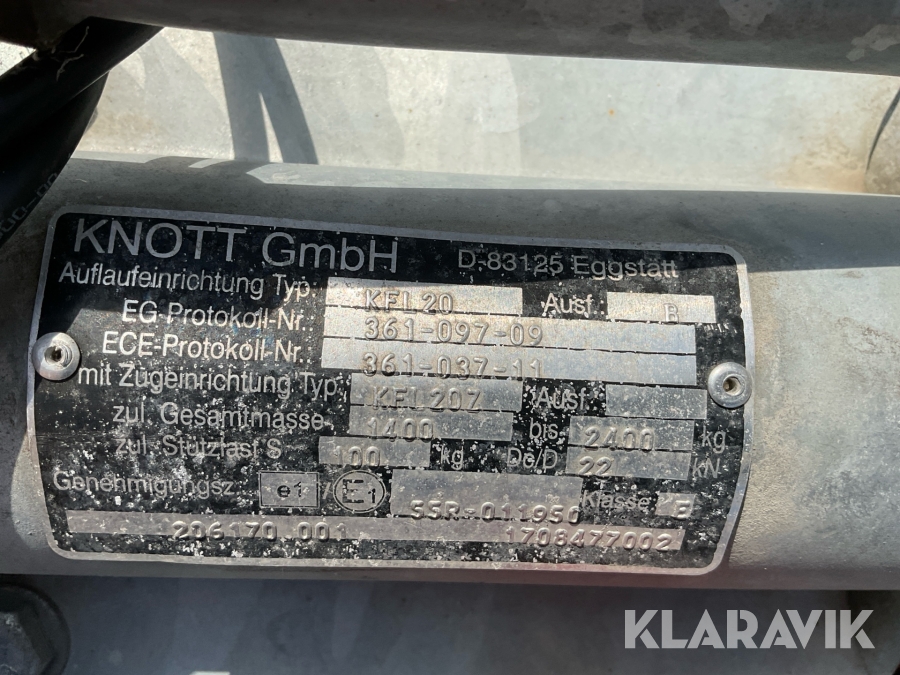 KNOTT GmbH D-83125 Eggstätt
Auflaufeinrichtung Typ: KFL20 Ausf. B
EG-Protokoll-Nr. 361-097-09
ECE-Protokoll-Nr. 361-037-11
mit Zugeinrichtung Typ: KFL20Z Ausf.
zul. Gesamtmasse 1400 bis 2400 kg
zul. Stützlast S 100 kg Dc/D 22 kN
Genehmigungsz. e1 / E1 55R-011950 Klasse: E
206170.001 1708477002
KLARAVIK